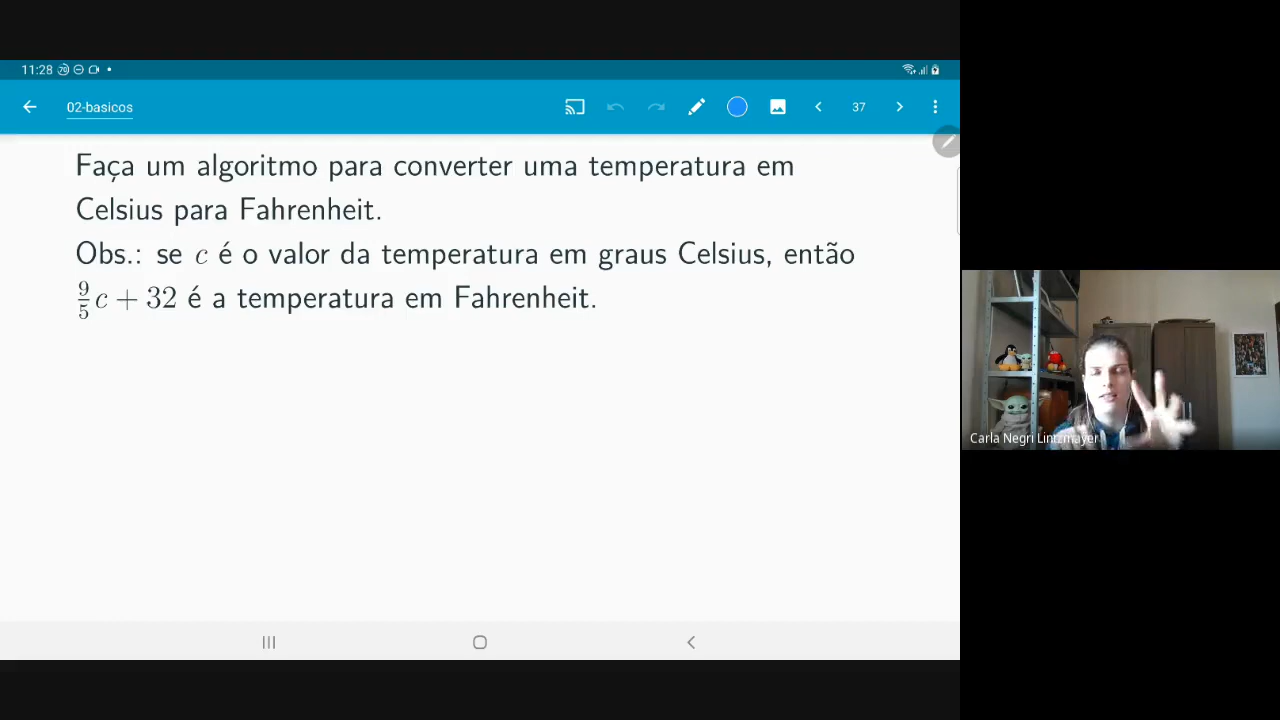 11:28 70
02-basicos
37
Faça um algoritmo para converter uma temperatura em
Celsius para Fahrenheit.
Obs.: se c é o valor da temperatura em graus Celsius, então
9/5 c + 32 é a temperatura em Fahrenheit.
Carla Negri Lintzmayer